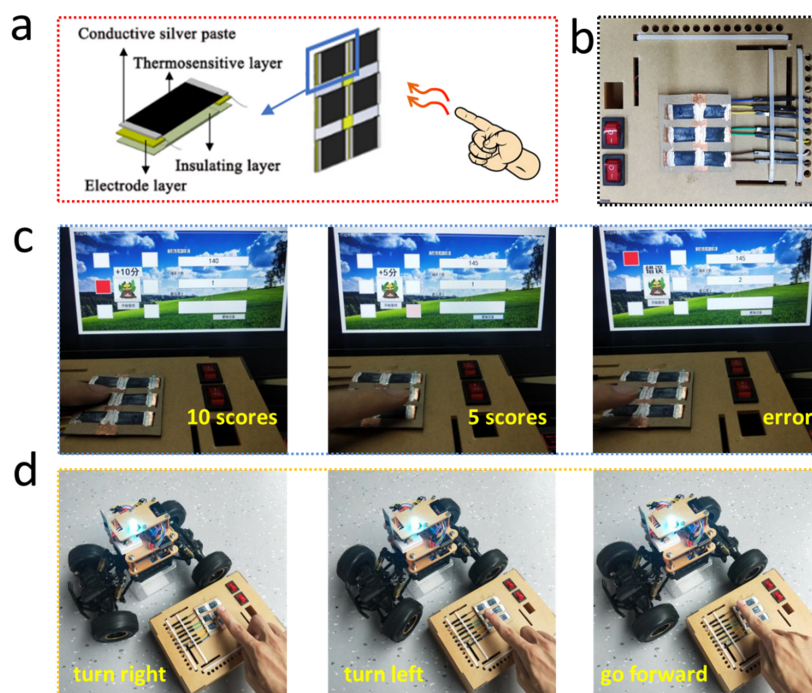 a
Conductive silver paste
Thermosensitive layer
Insulating layer
Electrode layer
b
c
140
+10分
1
10 scores
145
+5分
1
5 scores
145
错误
2
error
d
turn right
turn left
go forward